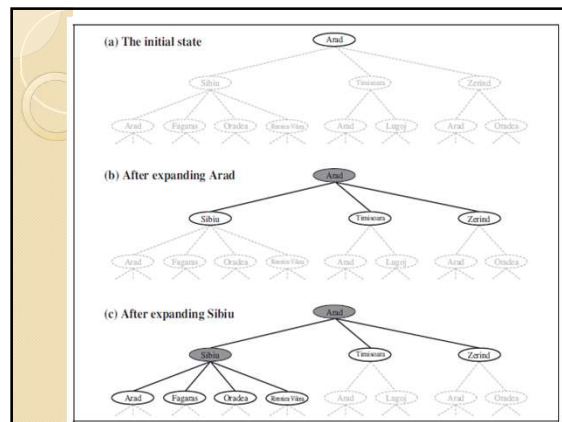 (a) The initial state
Arad
Sibiu Timisoara Zerind
Arad Fagaras Oradea Rimnicu Vilcea Arad Lugoj Arad Oradea
(b) After expanding Arad
Arad
Sibiu Timisoara Zerind
Arad Fagaras Oradea Rimnicu Vilcea Arad Lugoj Arad Oradea
(c) After expanding Sibiu
Arad
Sibiu Timisoara Zerind
Arad Fagaras Oradea Rimnicu Vilcea Arad Lugoj Arad Oradea